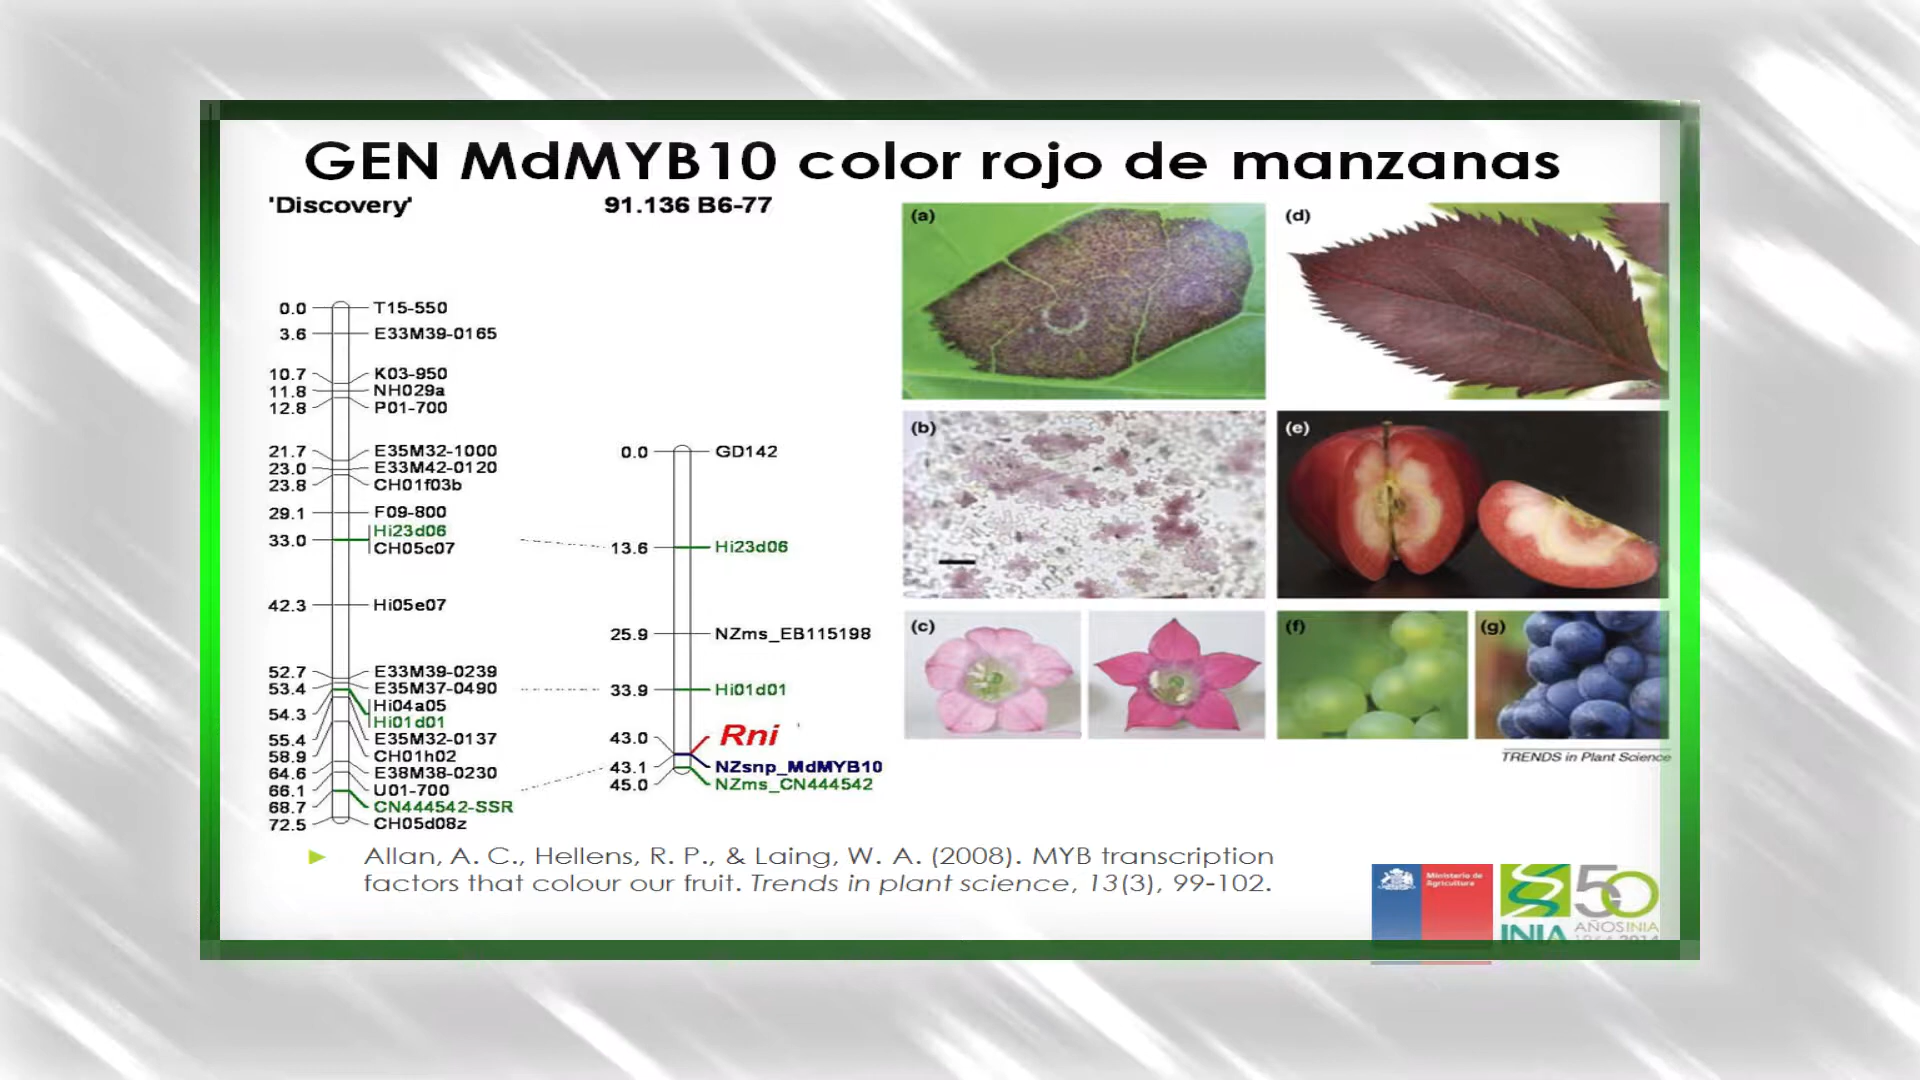 GEN MdMYB10 color rojo de manzanas
'Discovery'
91.136 B6-77
0.0 T15-550
3.6 E33M39-0165
10.7 K03-950
11.8 NH029a
12.8 P01-700
21.7 E35M32-1000
23.0 E33M42-0120
23.8 CH01f03b
29.1 F09-800
Hi23d06
33.0 CH05c07
42.3 Hi05e07
52.7 E33M39-0239
53.4 E35M37-0490
Hi04a05
54.3 Hi01d01
55.4 E35M32-0137
58.9 CH01h02
64.6 E38M38-0230
66.1 U01-700
68.7 CN444542-SSR
72.5 CH05d08z
0.0 GD142
13.6 Hi23d06
25.9 NZms_EB115198
33.9 Hi01d01
43.0 Rni
43.1 NZsnp_MdMYB10
45.0 NZms_CN444542
(a)
(d)
(b)
(e)
(c)
(f)
(g)
TRENDS in Plant Science
Allan, A. C., Hellens, R. P., & Laing, W. A. (2008). MYB transcription
factors that colour our fruit. Trends in plant science, 13(3), 99-102.
Ministerio de
Agricultura
INIA
50
AÑOS INIA